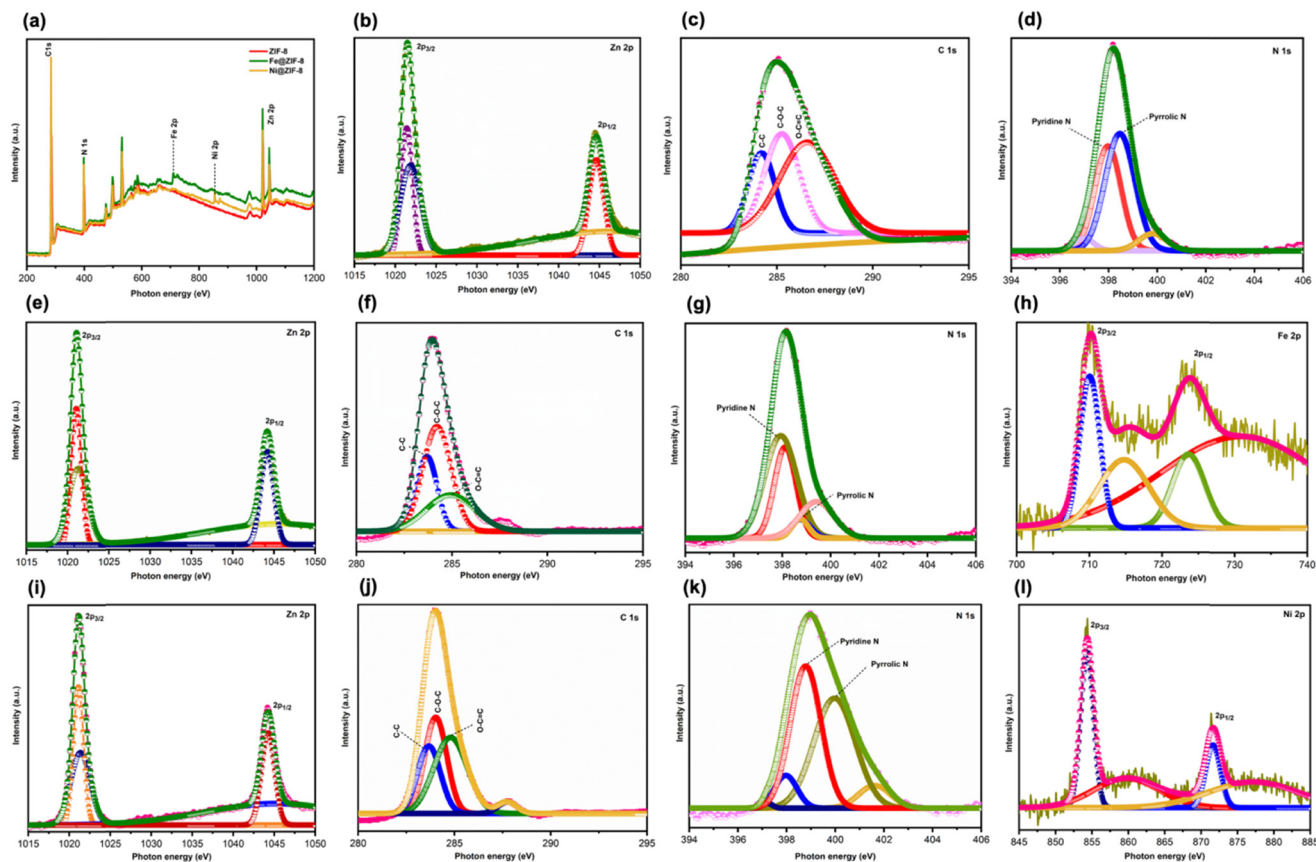 (a)
C1s
N 1s
Fe 2p
Ni 2p
Zn 2p
ZIF-8
Fe@ZIF-8
Ni@ZIF-8
Intensity (a.u.)
200 400 600 800 1000 1200
Photon energy (eV)
(b)
Zn 2p
2p3/2
2p1/2
Intensity (a.u.)
1015 1020 1025 1030 1035 1040 1045 1050
Photon energy (eV)
(c)
C 1s
C-C
C-O-C
O-C=C
Intensity (a.u.)
280 285 290 295
Photon energy (eV)
(d)
N 1s
Pyridine N
Pyrrolic N
Intensity (a.u.)
394 396 398 400 402 404 406
Photon energy (eV)
(e)
Zn 2p
2p3/2
2p1/2
Intensity (a.u.)
1015 1020 1025 1030 1035 1040 1045 1050
Photon energy (eV)
(f)
C 1s
C-C
C-O-C
O-C=C
Intensity (a.u.)
280 285 290 295
Photon energy (eV)
(g)
N 1s
Pyridine N
Pyrrolic N
Intensity (a.u.)
394 396 398 400 402 404 406
Photon energy (eV)
(h)
Fe 2p
2p3/2
2p1/2
Intensity (a.u.)
700 710 720 730 740
Photon energy (eV)
(i)
Zn 2p
2p3/2
2p1/2
Intensity (a.u.)
1015 1020 1025 1030 1035 1040 1045 1050
Photon energy (eV)
(j)
C 1s
C-C
C-O-C
O-C=C
Intensity (a.u.)
280 285 290 295
Photon energy (eV)
(k)
N 1s
Pyridine N
Pyrrolic N
Intensity (a.u.)
394 396 398 400 402 404 406
Photon energy (eV)
(l)
Ni 2p
2p3/2
2p1/2
Intensity (a.u.)
845 850 855 860 865 870 875 880 885
Photon energy (eV)